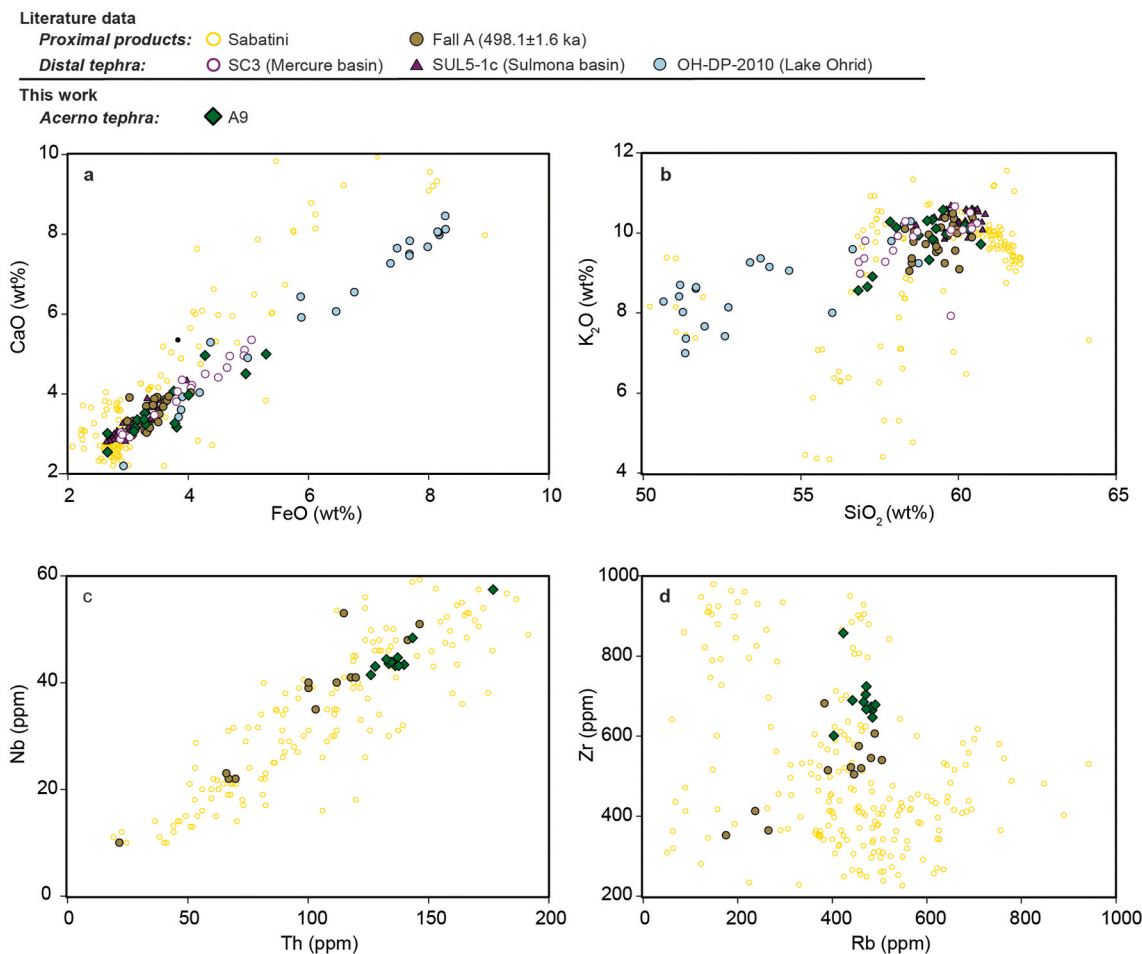 Literature data
Proximal products: Sabatini Fall A (498.1±1.6 ka)
Distal tephra: SC3 (Mercure basin) SUL5-1c (Sulmona basin) OH-DP-2010 (Lake Ohrid)
This work
Acerno tephra: A9
a
10
8
6
4
2
CaO (wt%)
2 4 6 8 10
FeO (wt%)
b
12
10
8
6
4
K2O (wt%)
50 55 60 65
SiO2 (wt%)
c
60
40
20
0
Nb (ppm)
0 50 100 150 200
Th (ppm)
d
1000
800
600
400
200
Zr (ppm)
0 200 400 600 800 1000
Rb (ppm)